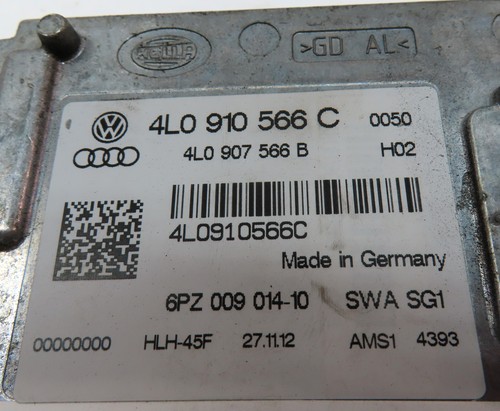 HELLA
>GD AL<
4L0 910 566 C 0050
4L0 907 566 B H02
4L0910566C
Made in Germany
6PZ 009 014-10 SWA SG1
00000000 HLH-45F 27.11.12 AMS1 4393